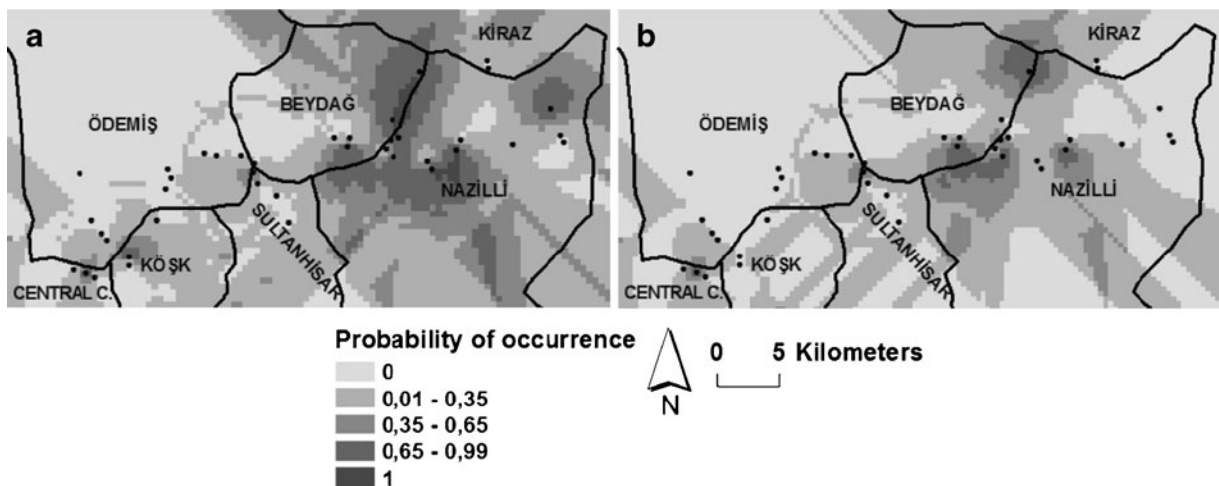 a
KİRAZ
BEYDAĞ
ÖDEMİŞ
NAZİLLİ
SULTANHİSAR
KÖŞK
CENTRAL C.
b
KİRAZ
BEYDAĞ
ÖDEMİŞ
NAZİLLİ
SULTANHİSAR
KÖŞK
CENTRAL C.
Probability of occurrence
0
0,01 - 0,35
0,35 - 0,65
0,65 - 0,99
1
N
0 5 Kilometers